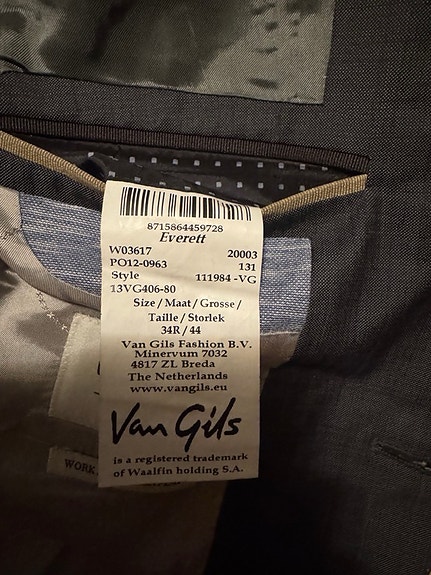 8715864459728
Everett
W03617 20003
PO12-0963 131
Style 111984 -VG
13VG406-80
Size / Maat / Grosse /
Taille / Storlek
34R / 44
Van Gils Fashion B.V.
Minervum 7032
4817 ZL Breda
The Netherlands
www.vangils.eu
Van Gils
is a registered trademark
of Waalfin holding S.A.
WORK